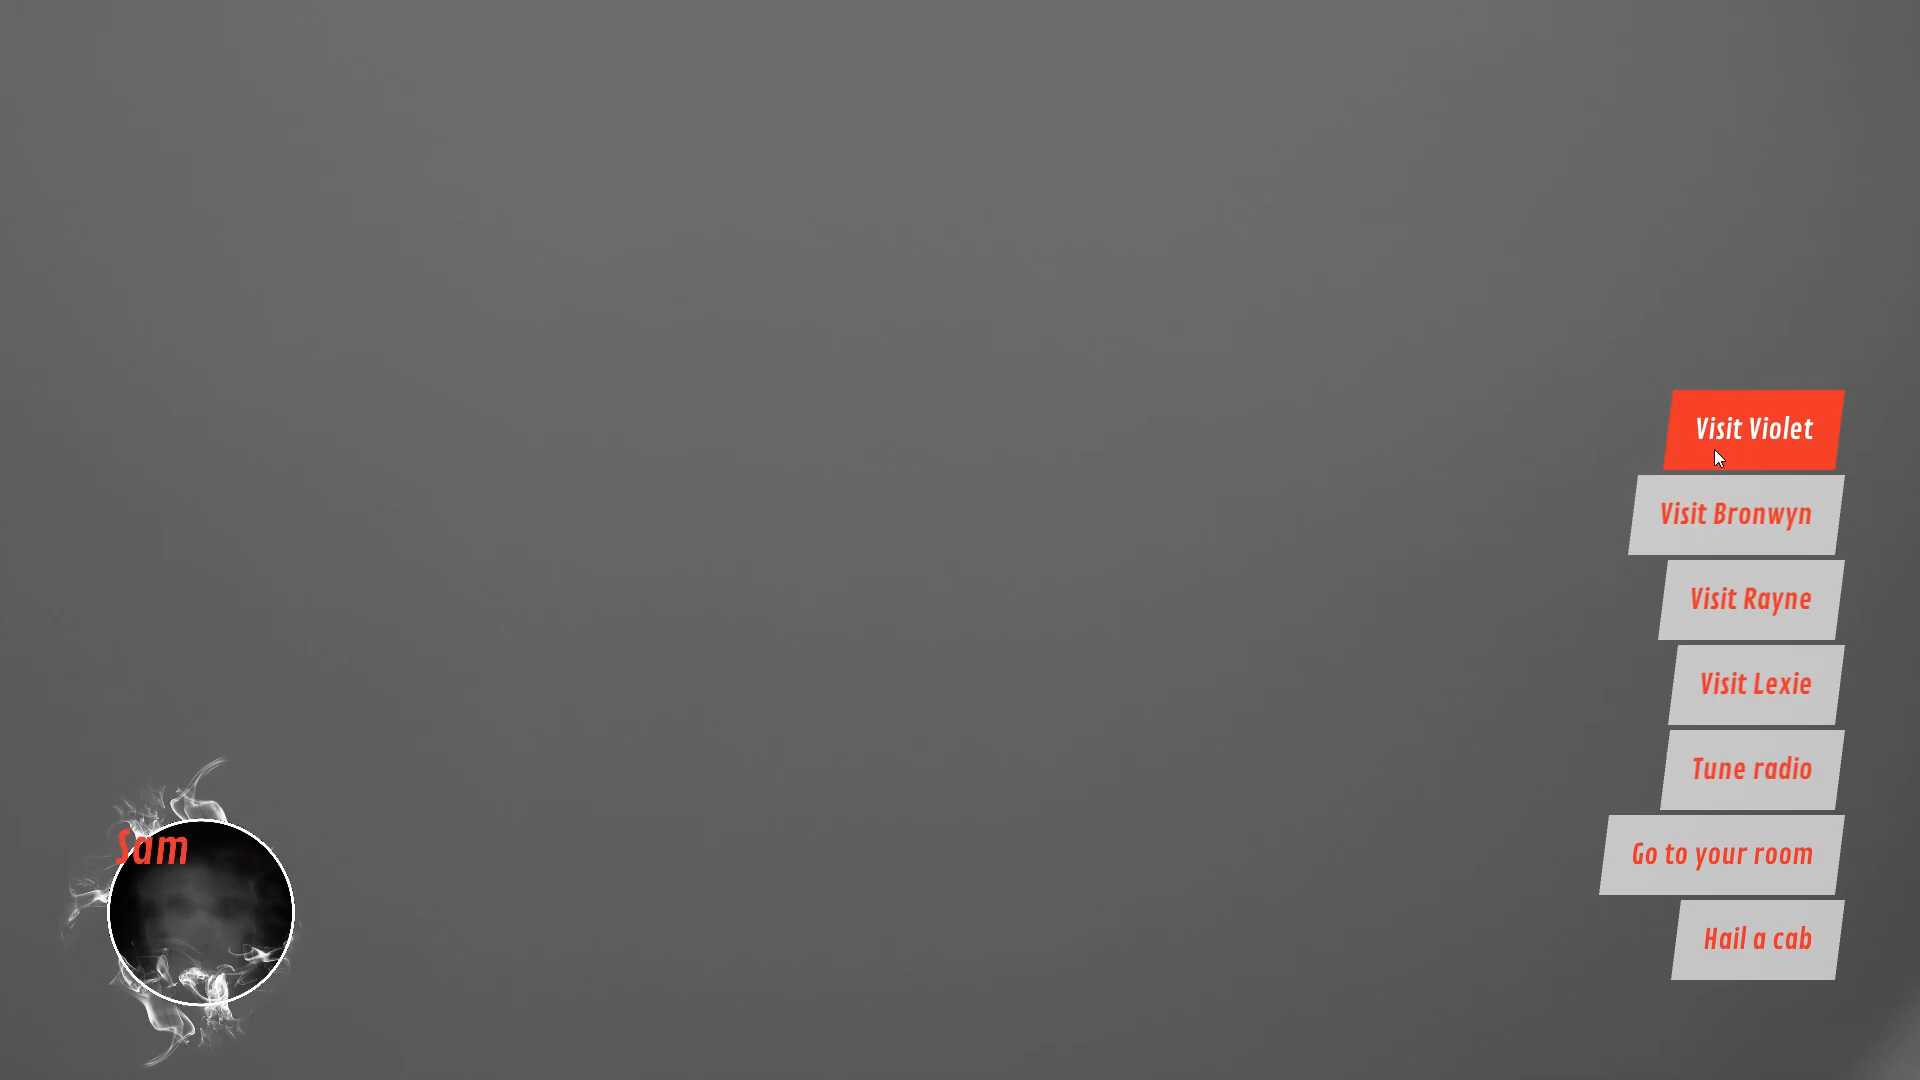 Visit Violet
Visit Bronwyn
Visit Rayne
Visit Lexie
Tune radio
Go to your room
Hail a cab
Sam